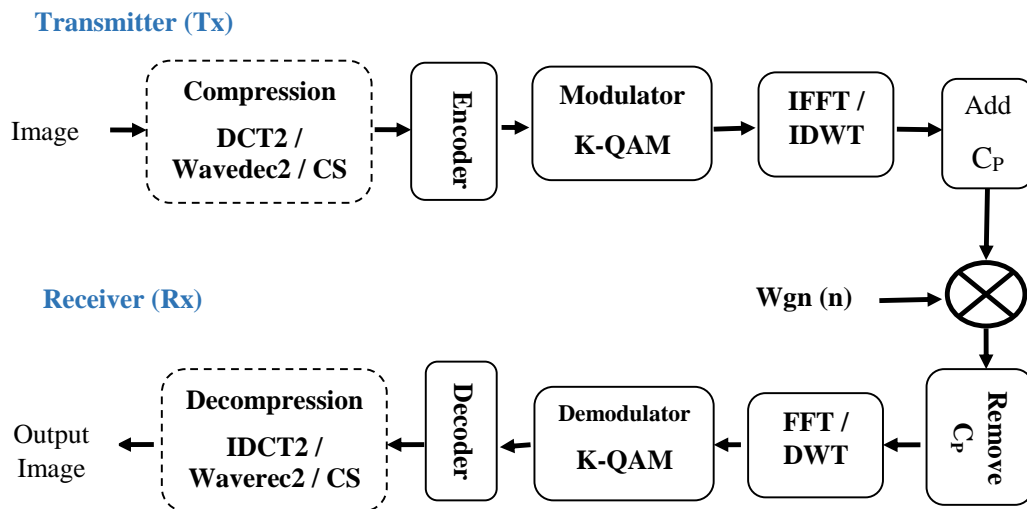 Transmitter (Tx)
Image
Compression
DCT2 /
Wavedec2 / CS
Encoder
Modulator
K-QAM
IFFT /
IDWT
Add
CP
Wgn (n)
Receiver (Rx)
Remove
CP
FFT /
DWT
Demodulator
K-QAM
Decoder
Decompression
IDCT2 /
Waverec2 / CS
Output
Image